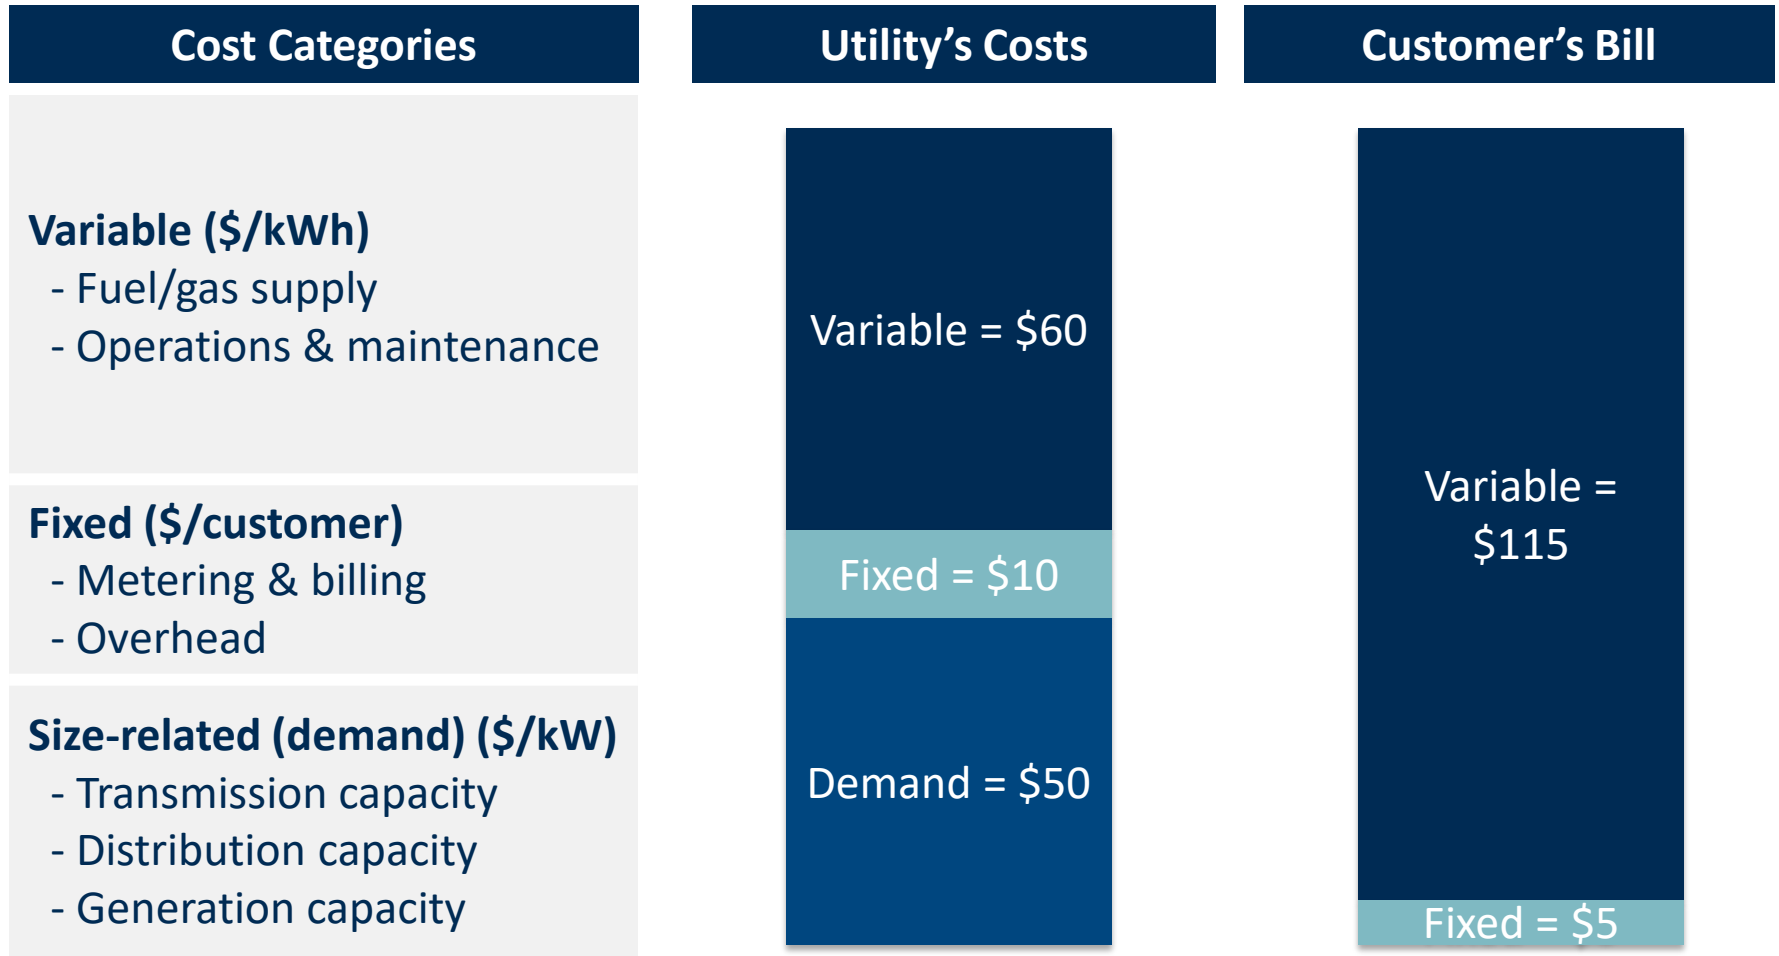 Cost Categories
Utility’s Costs
Customer’s Bill
Variable ($/kWh)
- Fuel/gas supply
- Operations & maintenance
Fixed ($/customer)
- Metering & billing
- Overhead
Size-related (demand) ($/kW)
- Transmission capacity
- Distribution capacity
- Generation capacity
Variable = $60
Fixed = $10
Demand = $50
Variable =
$115
Fixed = $5